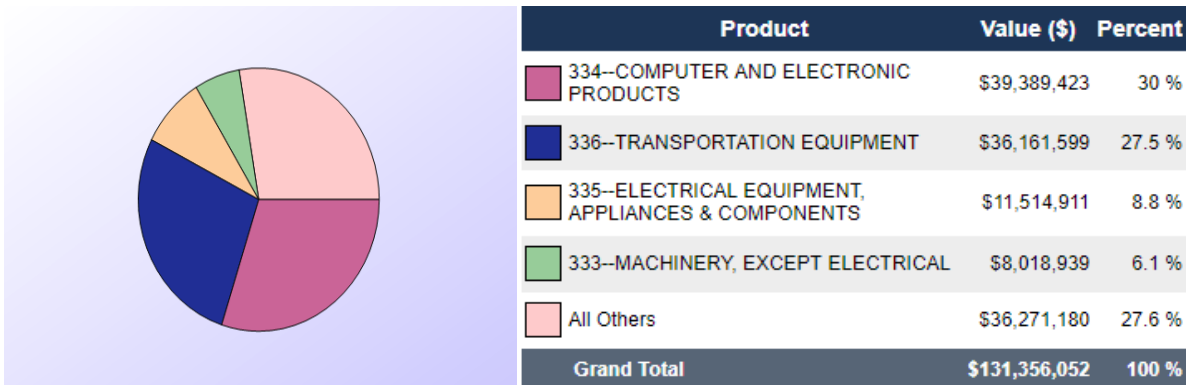 Product Value ($) Percent
334--COMPUTER AND ELECTRONIC
PRODUCTS $39,389,423 30 %
336--TRANSPORTATION EQUIPMENT $36,161,599 27.5 %
335--ELECTRICAL EQUIPMENT,
APPLIANCES & COMPONENTS $11,514,911 8.8 %
333--MACHINERY, EXCEPT ELECTRICAL $8,018,939 6.1 %
All Others $36,271,180 27.6 %
Grand Total $131,356,052 100 %